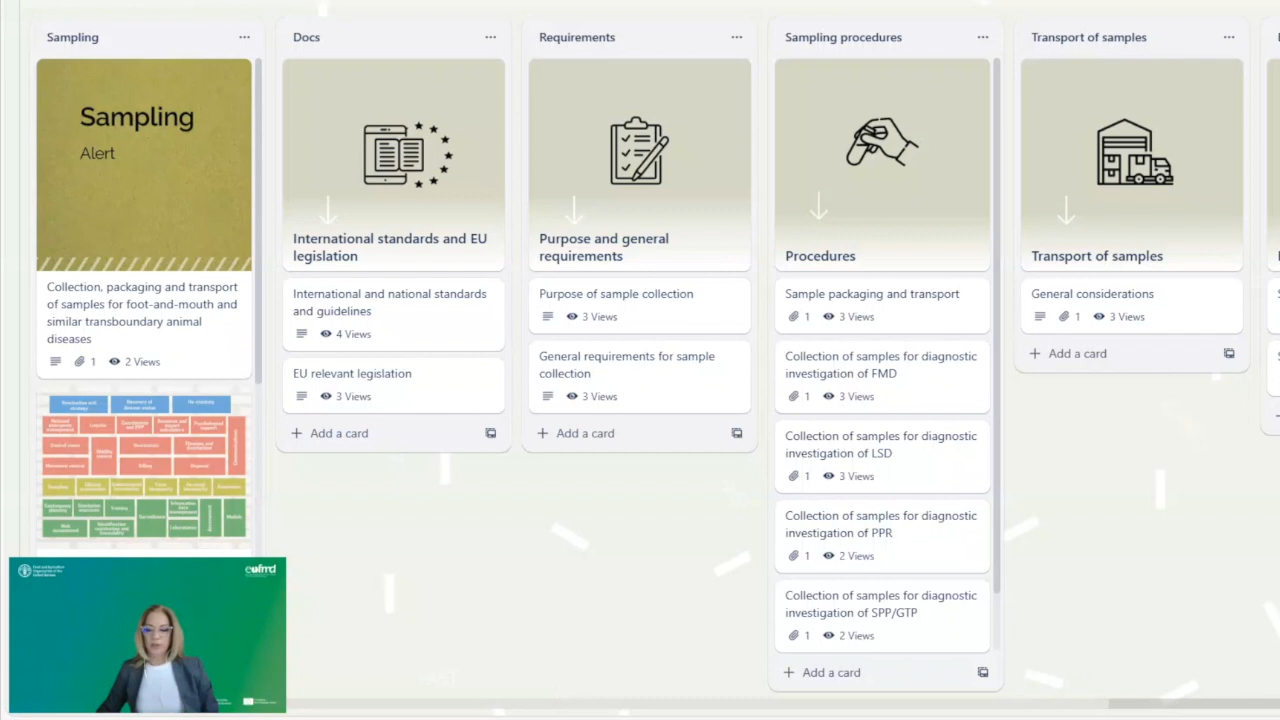 Sampling
Sampling
Alert
Collection, packaging and transport
of samples for foot-and-mouth and
similar transboundary animal
diseases
1
2 Views
Docs
International standards and EU
legislation
International and national standards
and guidelines
4 Views
EU relevant legislation
3 Views
Add a card
Requirements
Purpose and general
requirements
Purpose of sample collection
3 Views
General requirements for sample
collection
3 Views
Add a card
Sampling procedures
Procedures
Sample packaging and transport
1
3 Views
Collection of samples for diagnostic
investigation of FMD
1
3 Views
Collection of samples for diagnostic
investigation of LSD
1
3 Views
Collection of samples for diagnostic
investigation of PPR
1
2 Views
Collection of samples for diagnostic
investigation of SPP/GTP
1
2 Views
Add a card
Transport of samples
Transport of samples
General considerations
1
3 Views
Add a card
eufmd